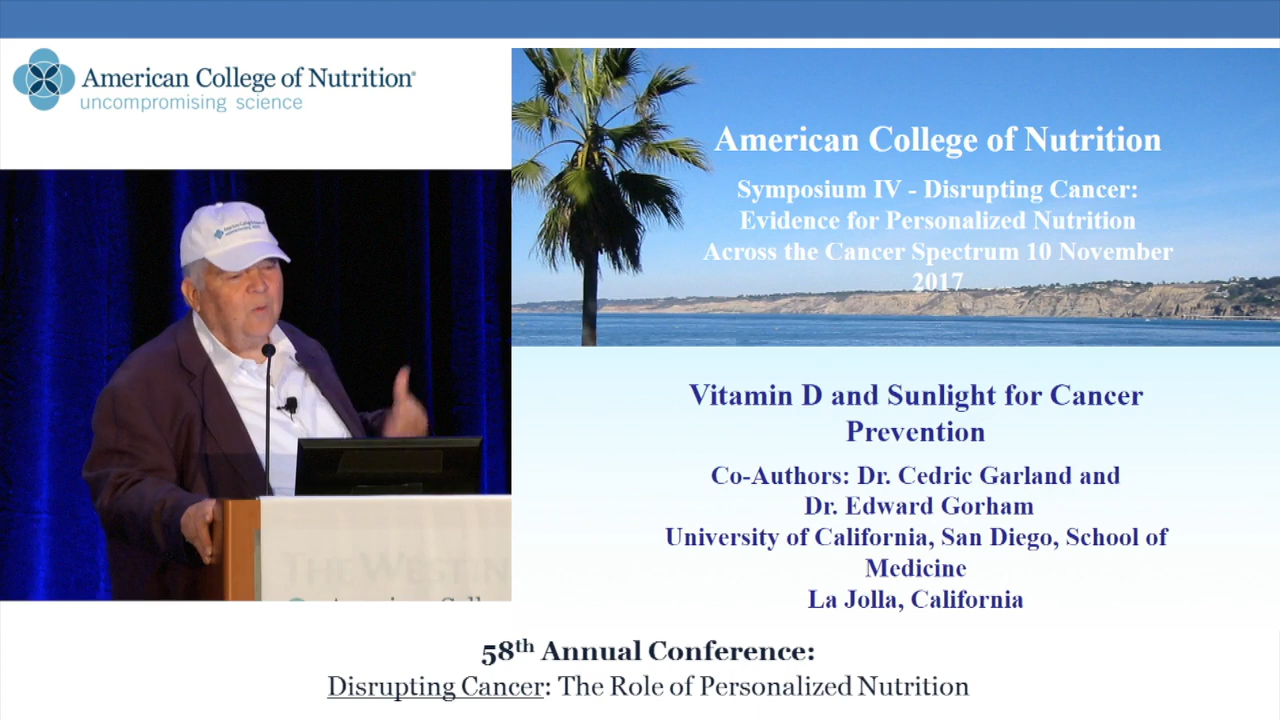 American College of Nutrition
uncompromising science
American College of Nutrition
Symposium IV - Disrupting Cancer:
Evidence for Personalized Nutrition
Across the Cancer Spectrum 10 November
2017
THE WESTIN
Vitamin D and Sunlight for Cancer
Prevention
Co-Authors: Dr. Cedric Garland and
Dr. Edward Gorham
University of California, San Diego, School of
Medicine
La Jolla, California
58th Annual Conference:
Disrupting Cancer: The Role of Personalized Nutrition